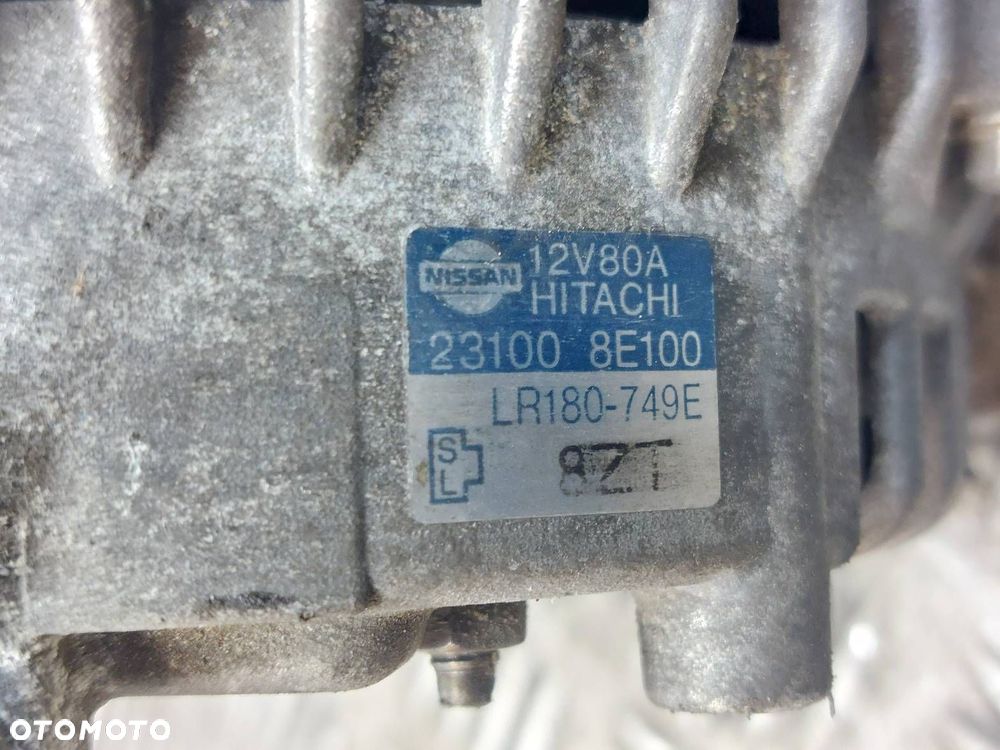 NISSAN 12V80A
HITACHI
23100 8E100
LR180-749E
S
L
8ZT
OTOMOTO